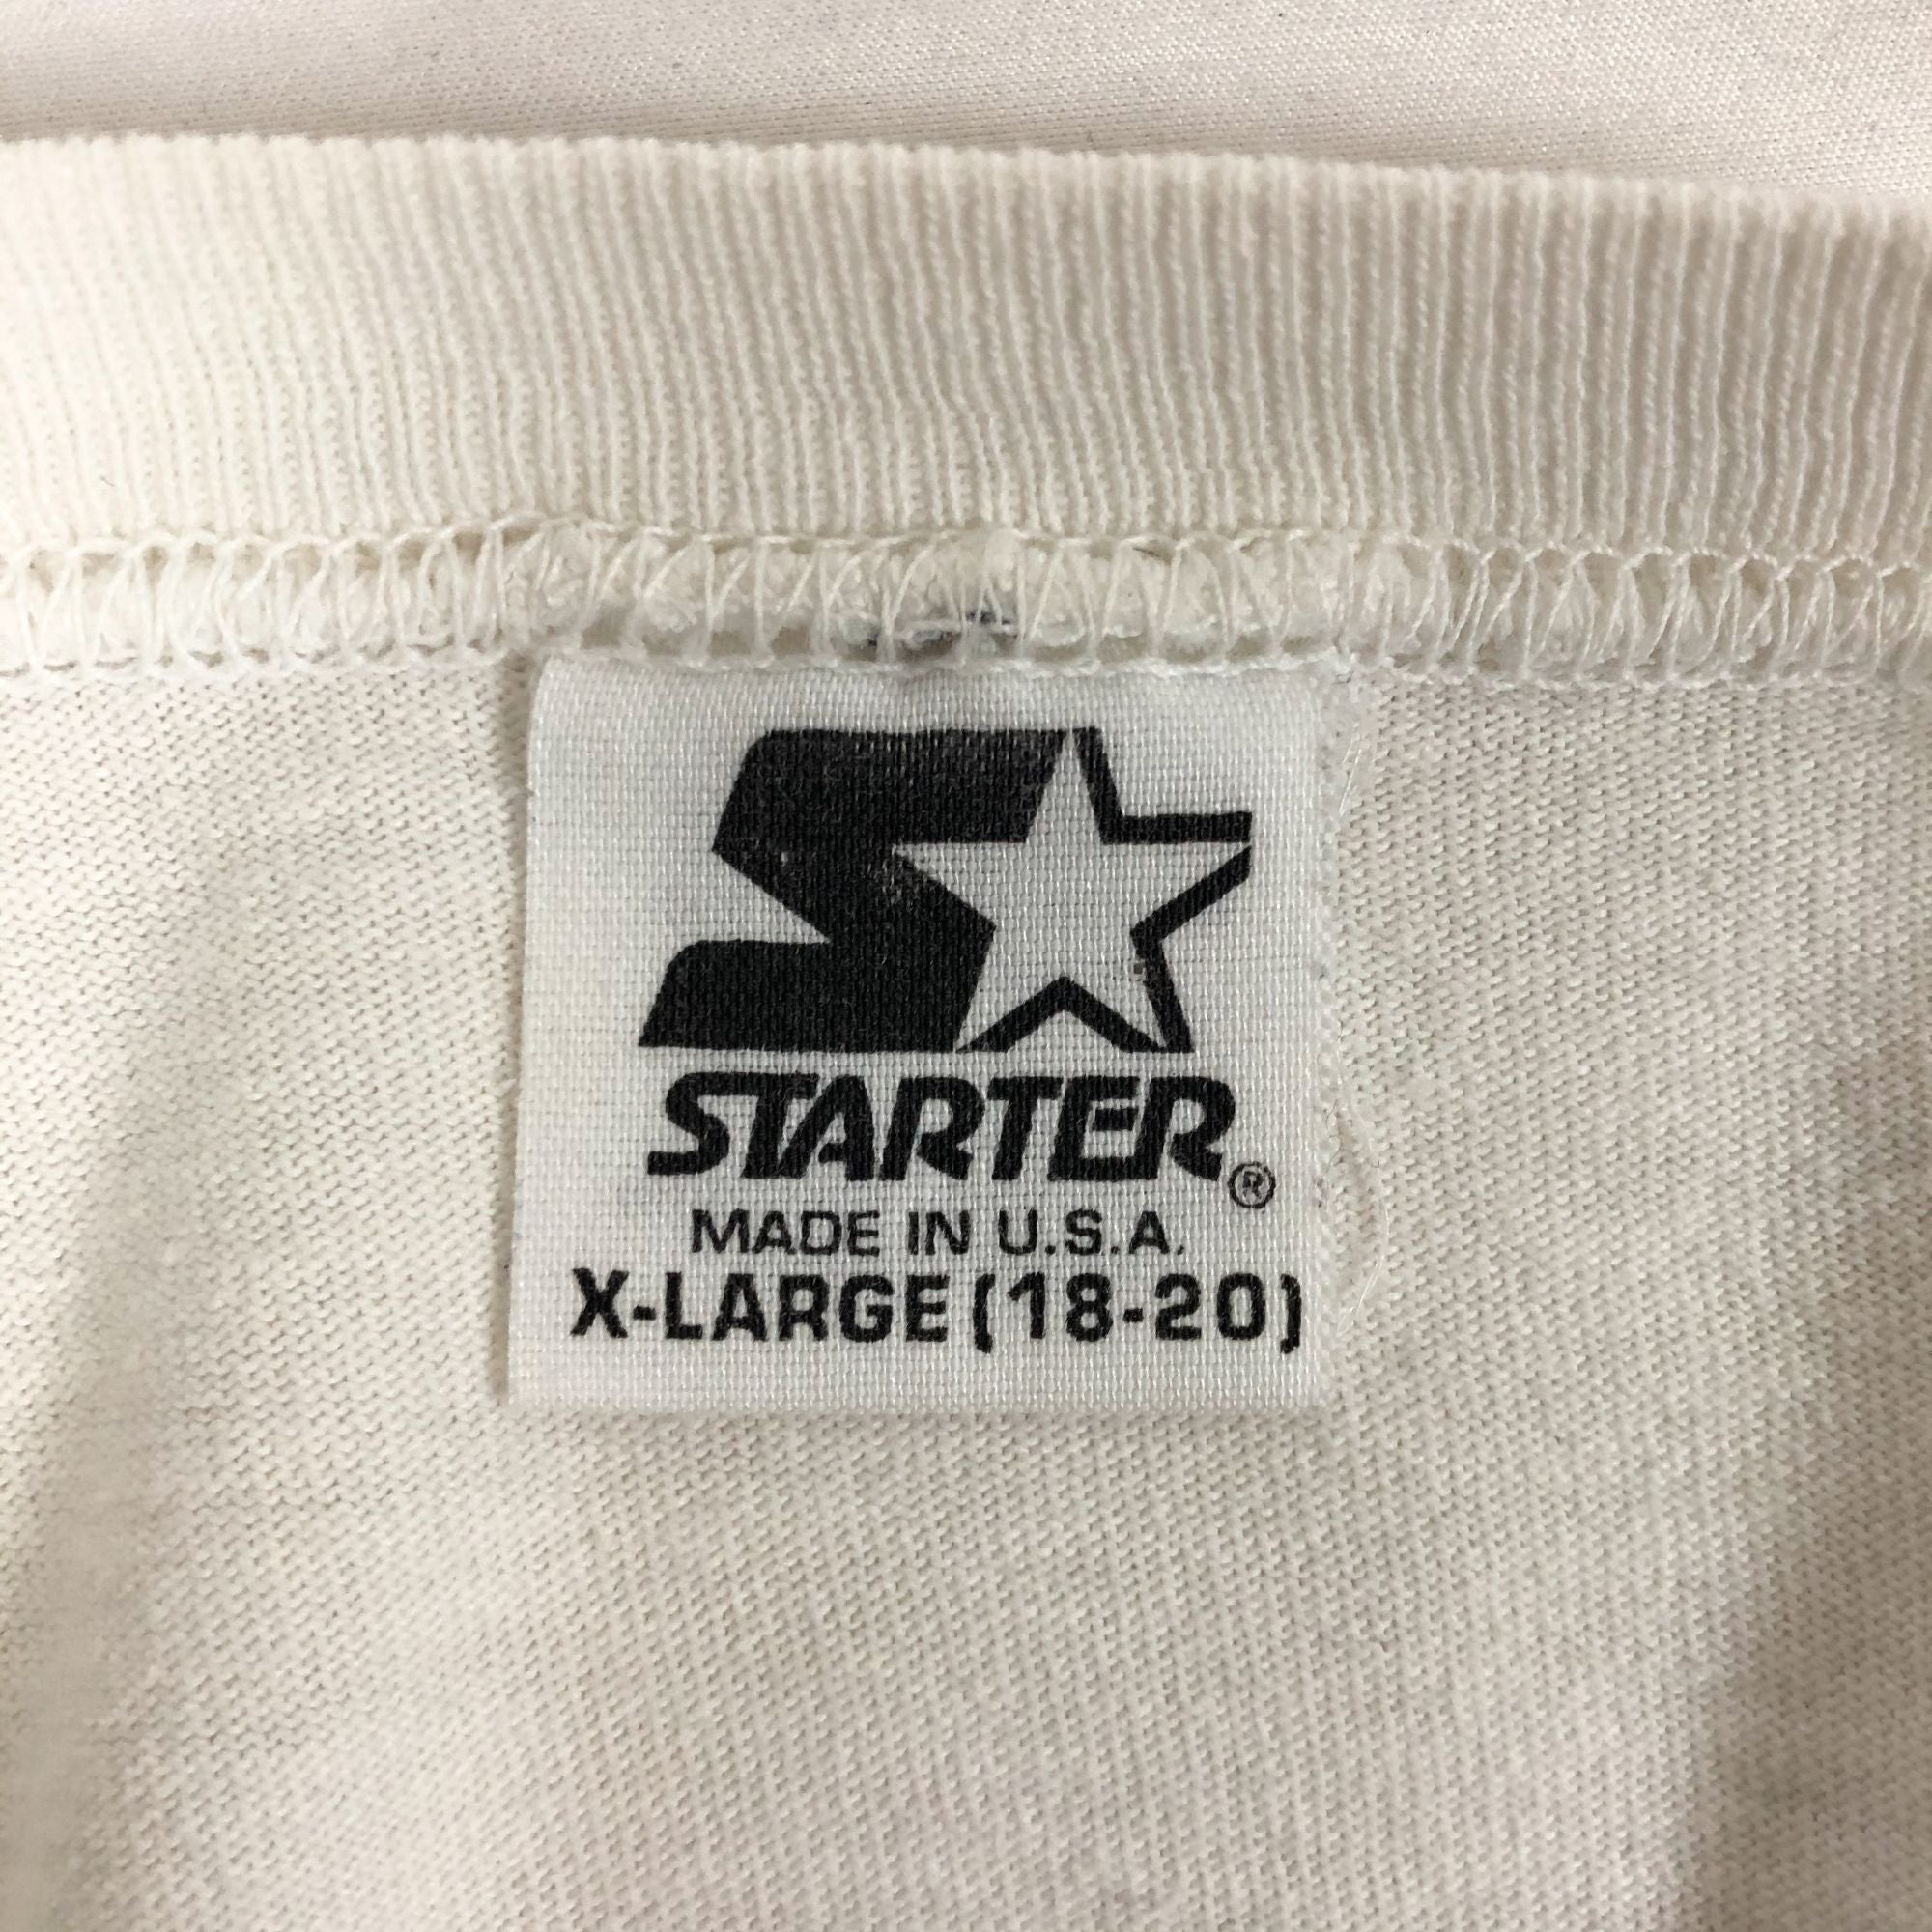 STARTER®
MADE IN U.S.A.
X-LARGE (18-20)